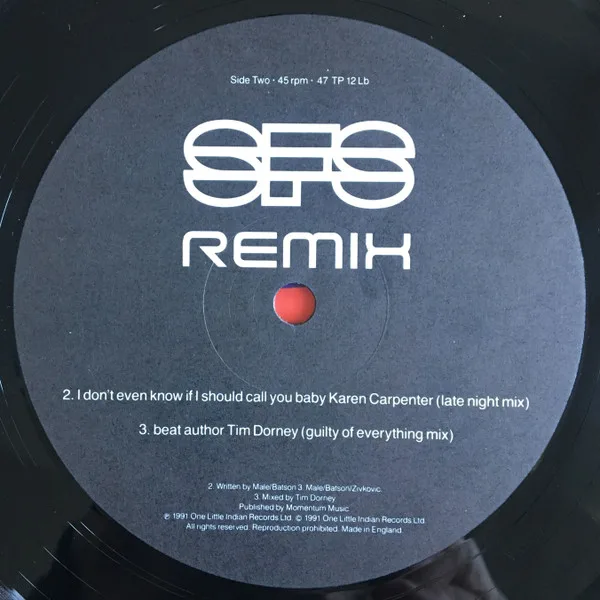 Side Two · 45 rpm · 47 TP 12 Lb
SFS
REMIX
2. I don't even know if I should call you baby Karen Carpenter (late night mix)
3. beat author Tim Dorney (guilty of everything mix)
2. Written by Male/Batson 3. Male/Batson/Zivkovic.
3. Mixed by Tim Dorney
Published by Momentum Music.
℗ 1991 One Little Indian Records Ltd. © 1991 One Little Indian Records Ltd.
All rights reserved. Reproduction prohibited. Made in England.